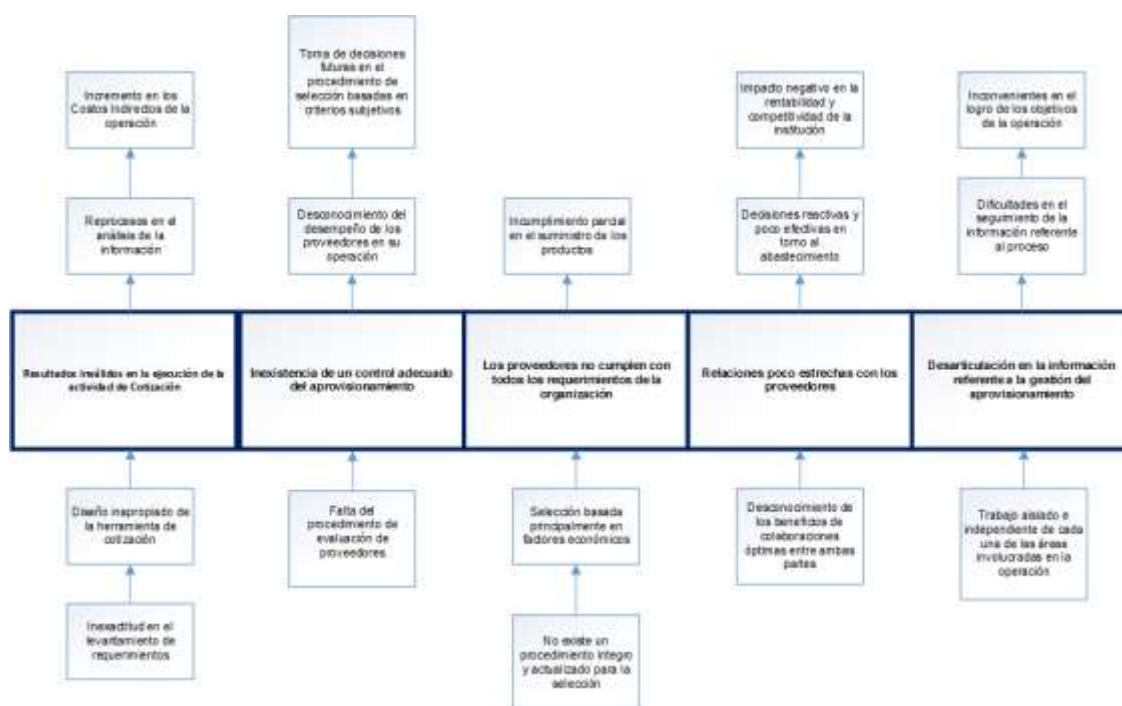 Toma de decisiones
futuras en el
procedimiento de
selección basadas en
criterios subjetivos
Incremento en los
Costos Indirectos de la
operación
Impacto negativo en la
rentabilidad y
competitividad de la
institución
Inconvenientes en el
logro de los objetivos
de la operación
Reprocesos en el
análisis de la
información
Desconocimiento del
desempeño de los
proveedores en su
operación
Incumplimiento parcial
en el suministro de los
productos
Decisiones reactivas y
poco efectivas en
torno al
abastecimiento
Dificultades en el
seguimiento de la
información referente
al proceso
Resultados inválidos en la ejecución de la
actividad de Cotización
Inexistencia de un control adecuado
del aprovisionamiento
Los proveedores no cumplen con
todos los requerimientos de la
organización
Relaciones poco estrechas con los
proveedores
Desarticulación en la información
referente a la gestión del
aprovisionamiento
Diseño inapropiado de
de la herramienta de
cotización
Falta del
procedimiento de
evaluación de
proveedores
Selección basada
principalmente en
factores económicos
Desconocimiento de
los beneficios de
colaboraciones
óptimas entre ambas
partes
Trabajo aislado e
independiente de cada
una de las áreas
involucradas en la
operación
Inexactitud en el
levantamiento de
requerimientos
No existe un
procedimiento íntegro
y actualizado para la
selección